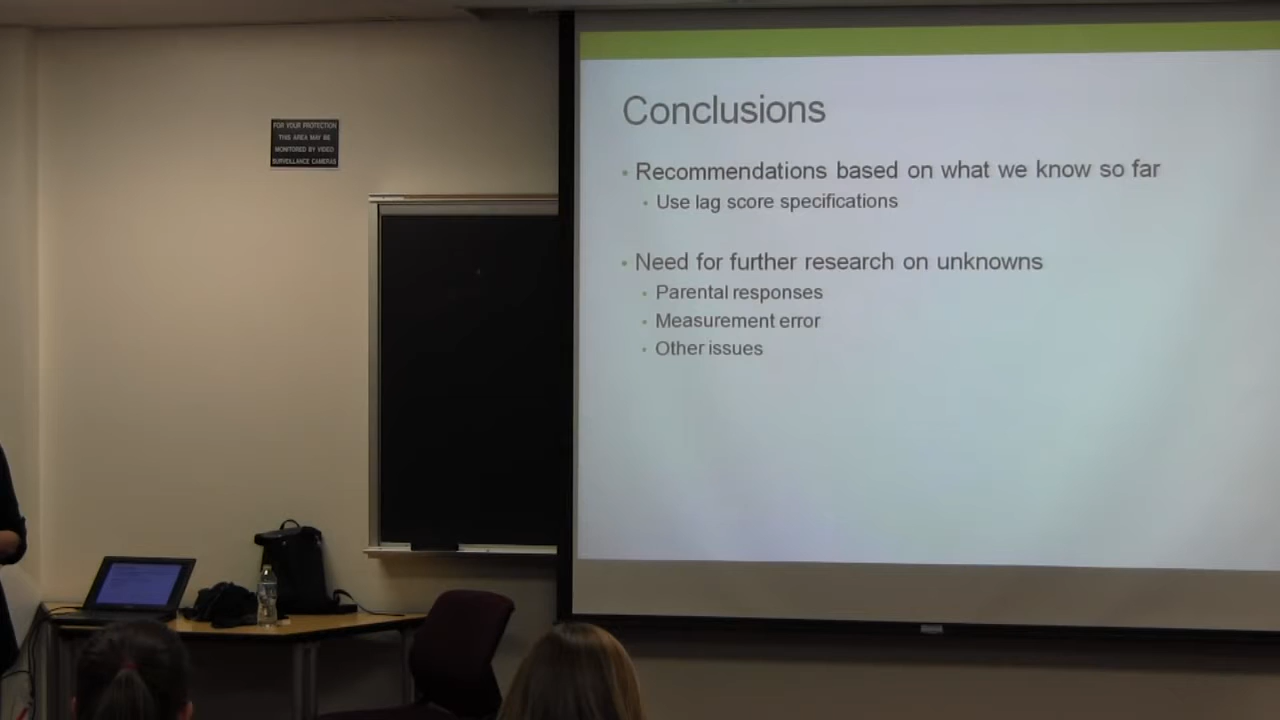 FOR YOUR PROTECTION
THIS AREA MAY BE
MONITORED BY VIDEO
SURVEILLANCE CAMERAS
Conclusions
• Recommendations based on what we know so far
• Use lag score specifications
• Need for further research on unknowns
• Parental responses
• Measurement error
• Other issues